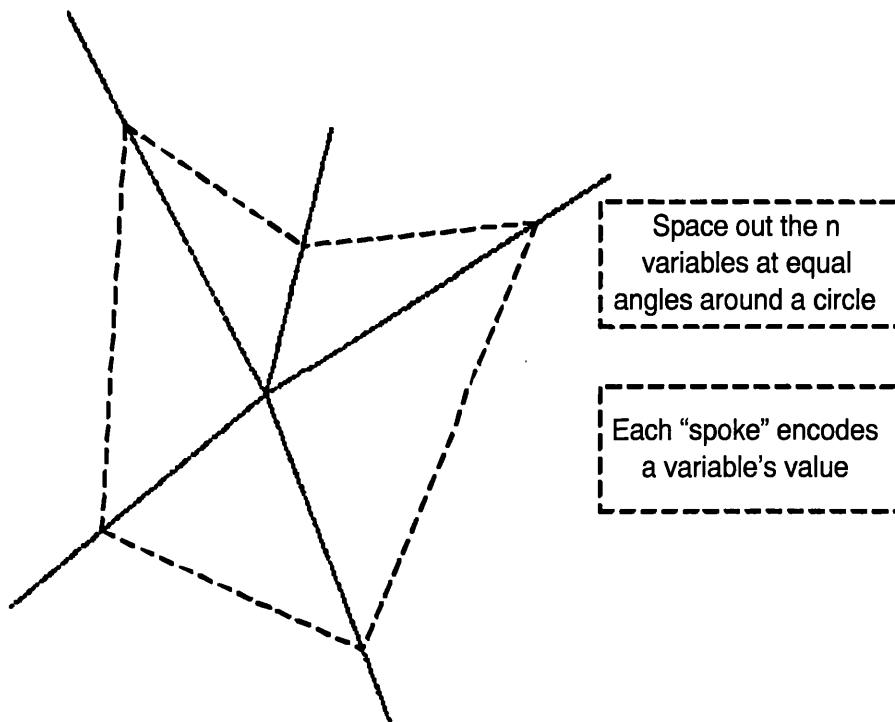 Space out the n
variables at equal
angles around a circle
Each “spoke” encodes
a variable’s value